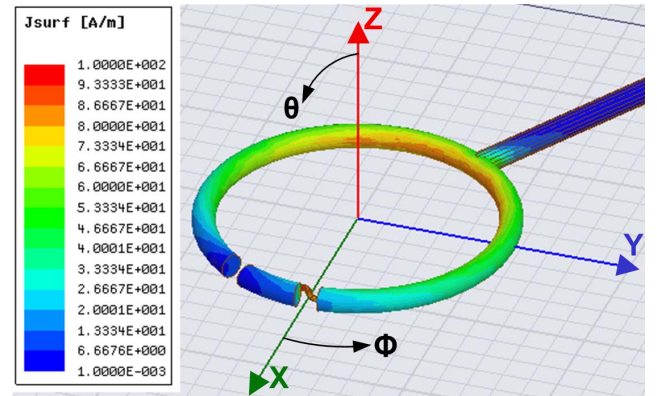 Jsurf [A/m]
1.0000E+002
9.3333E+001
8.6667E+001
8.0000E+001
7.3334E+001
6.6667E+001
6.0000E+001
5.3334E+001
4.6667E+001
4.0001E+001
3.3334E+001
2.6667E+001
2.0001E+001
1.3334E+001
6.6676E+000
1.0000E-003
Z
θ
Y
Φ
X